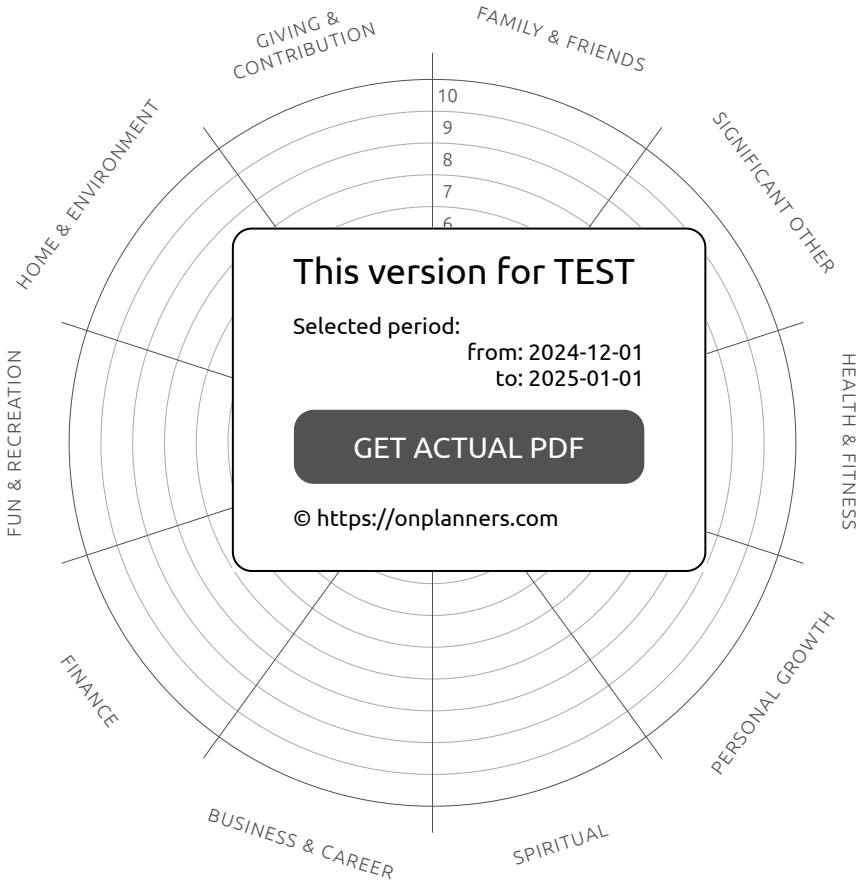 GIVING &
CONTRIBUTION
FAMILY & FRIENDS
HOME & ENVIRONMENT
SIGNIFICANT OTHER
10
9
8
7
6
This version for TEST
Selected period:
from: 2024-12-01
to: 2025-01-01
GET ACTUAL PDF
© https://onplanners.com
FUN & RECREATION
HEALTH & FITNESS
FINANCE
PERSONAL GROWTH
BUSINESS & CAREER
SPIRITUAL